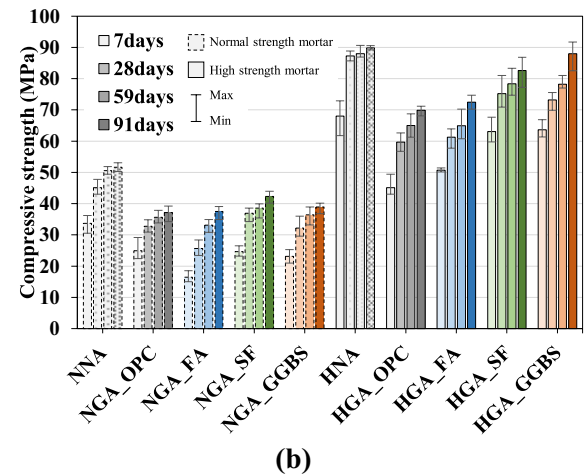 Compressive strength (MPa)
100
90
80
70
60
50
40
30
20
10
0
7days
28days
59days
91days
Normal strength mortar
High strength mortar
Max
Min
NNA
NGA_OPC
NGA_FA
NGA_SF
NGA_GGBS
HNA
HGA_OPC
HGA_FA
HGA_SF
HGA_GGBS
(b)